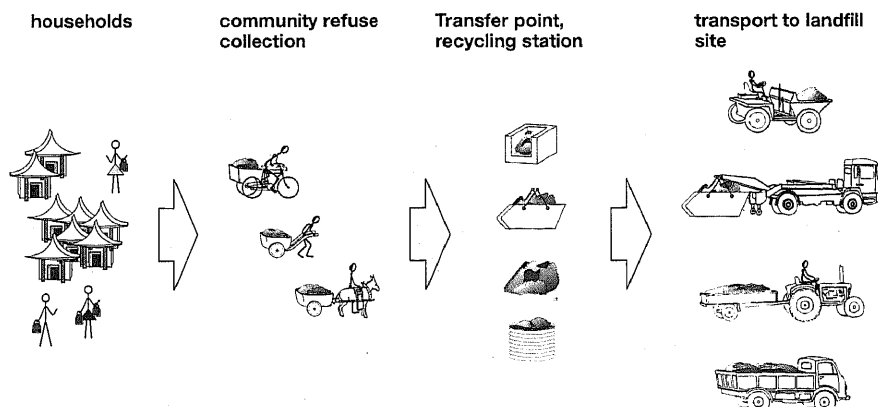 households
community refuse
collection
Transfer point,
recycling station
transport to landfill
site